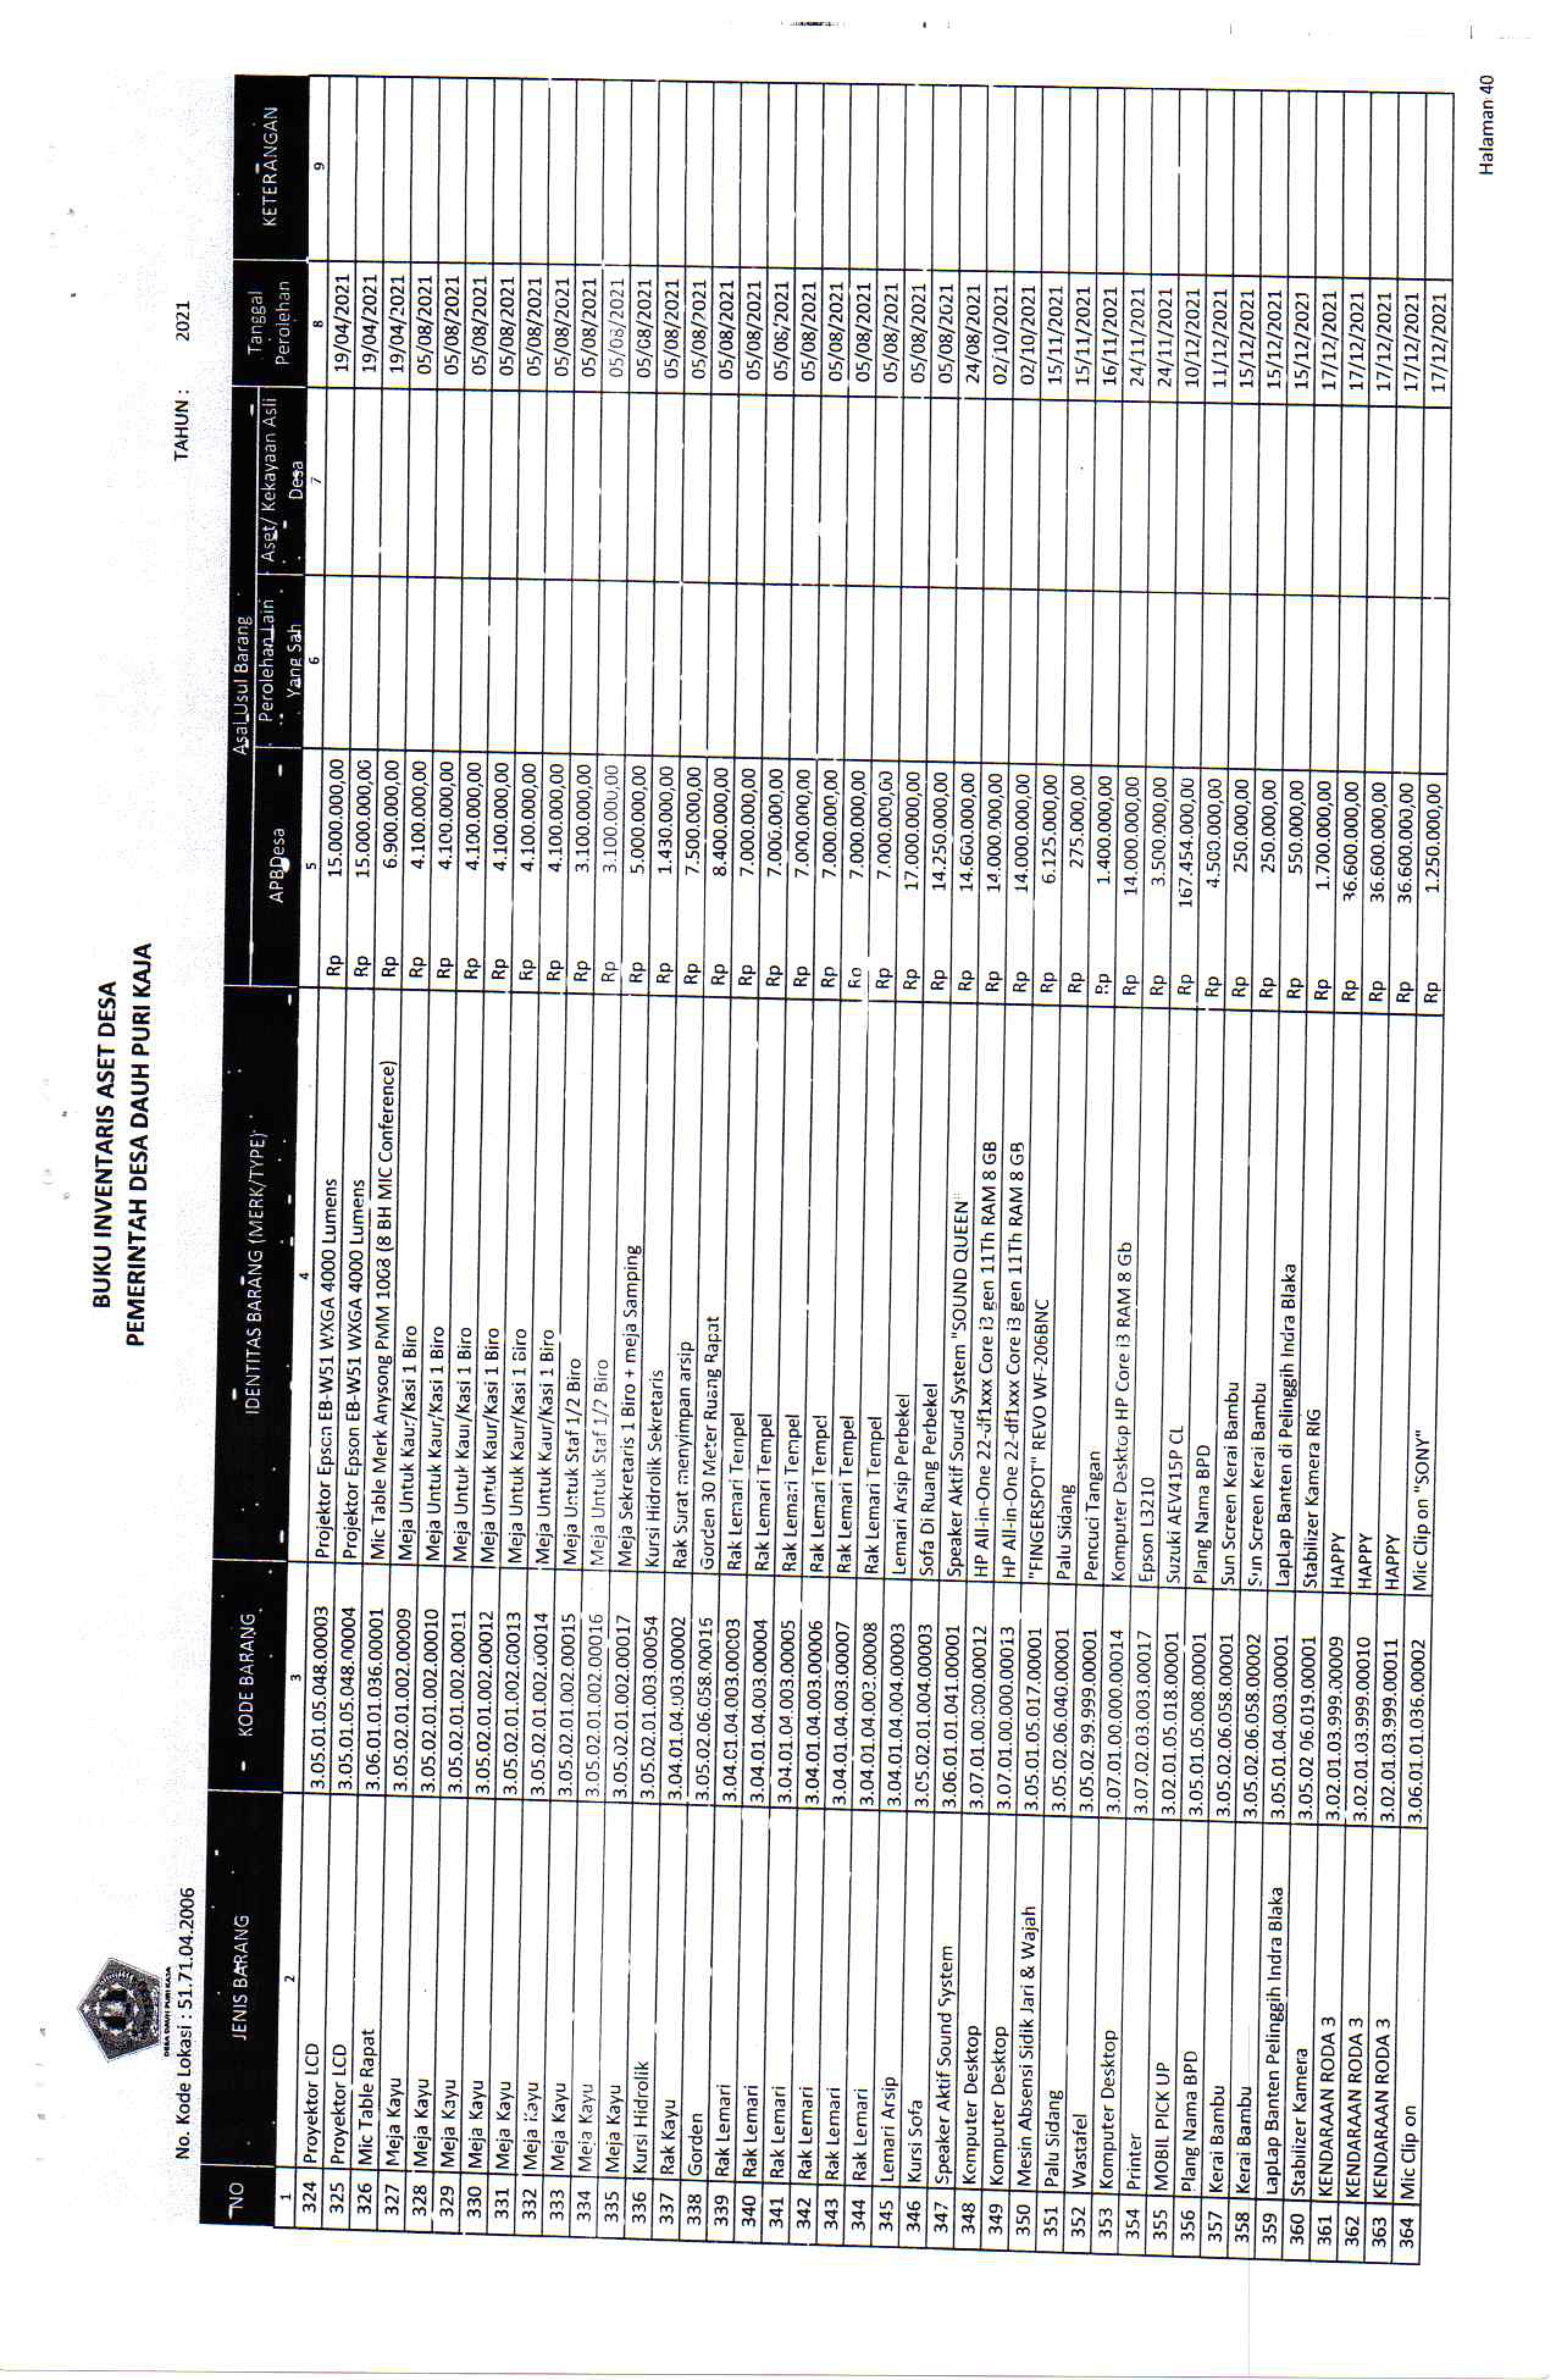 BUKU INVENTARIS ASET DESA
PEMERINTAH DESA DAUH PURI KAJA
DESA DAUH PURI KAJA
No. Kode Lokasi : 51.71.04.2006 TAHUN : 2021
NO JENIS BARANG KODE BARANG IDENTITAS BARANG (MERK/TYPE) Asal Usul Barang Tanggal Perolehan KETERANGAN
APBDesa Perolehan Lain Yang Sah Aset/ Kekayaan Asli Desa
1 2 3 4 5 6 7 8 9
324 Proyektor LCD 3.05.01.05.048.00003 Projektor Epson EB-W51 WXGA 4000 Lumens Rp 15.000.000,00 19/04/2021
325 Proyektor LCD 3.05.01.05.048.00004 Projektor Epson EB-W51 WXGA 4000 Lumens Rp 15.000.000,00 19/04/2021
326 Mic Table Rapat 3.06.01.01.036.00001 Mic Table Merk Anysong PMM 1008 (8 BH MIC Conference) Rp 6.900.000,00 19/04/2021
327 Meja Kayu 3.05.02.01.002.00009 Meja Untuk Kaur/Kasi 1 Biro Rp 4.100.000,00 05/08/2021
328 Meja Kayu 3.05.02.01.002.00010 Meja Untuk Kaur/Kasi 1 Biro Rp 4.100.000,00 05/08/2021
329 Meja Kayu 3.05.02.01.002.00011 Meja Untuk Kaur/Kasi 1 Biro Rp 4.100.000,00 05/08/2021
330 Meja Kayu 3.05.02.01.002.00012 Meja Untuk Kaur/Kasi 1 Biro Rp 4.100.000,00 05/08/2021
331 Meja Kayu 3.05.02.01.002.00013 Meja Untuk Kaur/Kasi 1 Biro Rp 4.100.000,00 05/08/2021
332 Meja Kayu 3.05.02.01.002.00014 Meja Untuk Kaur/Kasi 1 Biro Rp 4.100.000,00 05/08/2021
333 Meja Kayu 3.05.02.01.002.00015 Meja Untuk Staf 1/2 Biro Rp 3.100.000,00 05/08/2021
334 Meja Kayu 3.05.02.01.002.00016 Meja Untuk Staf 1/2 Biro Rp 3.100.000,00 05/08/2021
335 Meja Kayu 3.05.02.01.002.00017 Meja Sekretaris 1 Biro + meja Samping Rp 5.000.000,00 05/08/2021
336 Kursi Hidrolik 3.05.02.01.003.00054 Kursi Hidrolik Sekretaris Rp 1.430.000,00 05/08/2021
337 Rak Kayu 3.04.01.04.003.00002 Rak Surat menyimpan arsip Rp 7.500.000,00 05/08/2021
338 Gorden 3.05.02.06.058.00015 Gorden 30 Meter Ruang Rapat Rp 8.400.000,00 05/08/2021
339 Rak Lemari 3.04.01.04.003.00003 Rak Lemari Tempel Rp 7.000.000,00 05/08/2021
340 Rak Lemari 3.04.01.04.003.00004 Rak Lemari Tempel Rp 7.000.000,00 05/08/2021
341 Rak Lemari 3.04.01.04.003.00005 Rak Lemari Tempel Rp 7.000.000,00 05/08/2021
342 Rak Lemari 3.04.01.04.003.00006 Rak Lemari Tempel Rp 7.000.000,00 05/08/2021
343 Rak Lemari 3.04.01.04.003.00007 Rak Lemari Tempel Rp 7.000.000,00 05/08/2021
344 Rak Lemari 3.04.01.04.003.00008 Rak Lemari Tempel Rp 7.000.000,00 05/08/2021
345 Lemari Arsip 3.04.01.04.004.00003 Lemari Arsip Perbekel Rp 17.000.000,00 05/08/2021
346 Kursi Sofa 3.05.02.01.004.00003 Sofa Di Ruang Perbekel Rp 14.250.000,00 05/08/2021
347 Speaker Aktif Sound System 3.06.01.01.041.00001 Speaker Aktif Sound System "SOUND QUEEN" Rp 14.600.000,00 24/08/2021
348 Komputer Desktop 3.07.01.00.000.00012 HP All-in-One 22-df1xxx Core i3 gen 11Th RAM 8 GB Rp 14.000.000,00 02/10/2021
349 Komputer Desktop 3.07.01.00.000.00013 HP All-in-One 22-df1xxx Core i3 gen 11Th RAM 8 GB Rp 14.000.000,00 02/10/2021
350 Mesin Absensi Sidik Jari & Wajah 3.05.01.05.017.00001 "FINGERSPOT" REVO WF-206BNC Rp 6.125.000,00 15/11/2021
351 Palu Sidang 3.05.02.06.040.00001 Palu Sidang Rp 275.000,00 15/11/2021
352 Wastafel 3.05.02.99.999.00001 Pencuci Tangan Rp 1.400.000,00 16/11/2021
353 Komputer Desktop 3.07.01.00.000.00014 Komputer Desktop HP Core i3 RAM 8 Gb Rp 14.000.000,00 24/11/2021
354 Printer 3.07.02.03.003.00017 Epson L3210 Rp 3.500.000,00 24/11/2021
355 MOBIL PICK UP 3.02.01.05.018.00001 Suzuki AEV415P CL Rp 167.454.000,00 10/12/2021
356 Plang Nama BPD 3.05.01.05.008.00001 Plang Nama BPD Rp 4.500.000,00 11/12/2021
357 Kerai Bambu 3.05.02.06.058.00001 Sun Screen Kerai Bambu Rp 250.000,00 15/12/2021
358 Kerai Bambu 3.05.02.06.058.00002 Sun Screen Kerai Bambu Rp 250.000,00 15/12/2021
359 Laplap Banten Pelinggih Indra Blaka 3.05.01.04.003.00001 Laplap Banten di Pelinggih Indra Blaka Rp 550.000,00 15/12/2021
360 Stabilizer Kamera 3.05.02.06.019.00001 Stabilizer Kamera RIG Rp 1.700.000,00 17/12/2021
361 KENDARAAN RODA 3 3.02.01.03.999.00009 HAPPY Rp 36.600.000,00 17/12/2021
362 KENDARAAN RODA 3 3.02.01.03.999.00010 HAPPY Rp 36.600.000,00 17/12/2021
363 KENDARAAN RODA 3 3.02.01.03.999.00011 HAPPY Rp 36.600.000,00 17/12/2021
364 Mic Clip on 3.06.01.01.036.00002 Mic Clip on "SONY" Rp 1.250.000,00 17/12/2021
Halaman 40